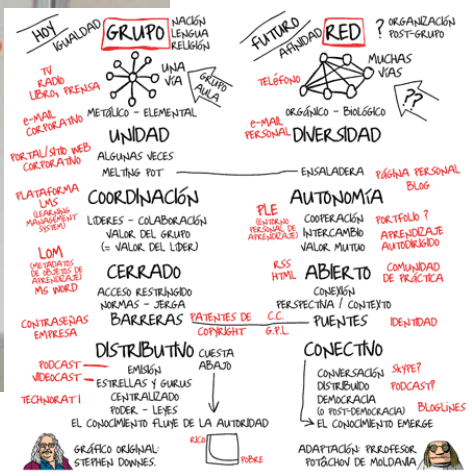 HOY
IGUALDAD
GRUPO
NACIÓN
LENGUA
RELIGIÓN
TV
RADIO
LIBRO, PRENSA
UNA
VÍA
GRUPO
AULA
e-MAIL
CORPORATIVO
METÁLICO - ELEMENTAL
UNIDAD
PORTAL/SITIO WEB
CORPORATIVO
ALGUNAS VECES
MELTING POT
PLATAFORMA
LMS
(LEARNING
MANAGEMENT
SYSTEM)
COORDINACIÓN
LIDERES - COLABORACIÓN
VALOR DEL GRUPO
(= VALOR DEL LIDER)
LOM
(METADATOS
DE OBJETOS DE
APRENDIZAJE)
MS WORD
CERRADO
ACCESO RESTRINGIDO
NORMAS - JERGA
CONTRASEÑAS
EMPRESA
BARRERAS
PATENTES DE
COPYRIGHT
DISTRIBUTIVO
CUESTA
ABAJO
PODCAST
VIDEOCAST
TECHNORATI
EMISIÓN
ESTRELLAS Y GURUS
CENTRALIZADO
PODER - LEYES
EL CONOCIMIENTO FLUYE DE LA AUTORIDAD
RICO
POBRE
GRÁFICO ORIGINAL:
STEPHEN DOWNES.
FUTURO
AFINIDAD
RED
? ORGANIZACIÓN
POST-GRUPO
TELÉFONO
MUCHAS
VÍAS
??
ORGÁNICO - BIOLÓGICO
e-MAIL
PERSONAL
DIVERSIDAD
ENSALADERA
PÁGINA PERSONAL
BLOG
AUTONOMÍA
PLE
(ENTORNO
PERSONAL DE
APRENDIZAJE)
COOPERACIÓN
INTERCAMBIO
VALOR MUTUO
PORTFOLIO ?
APRENDIZAJE
AUTODIRIGIDO
RSS
HTML
ABIERTO
CONEXIÓN
PERSPECTIVA / CONTEXTO
COMUNIDAD
DE PRÁCTICA
C.C.
G.P.L.
PUENTES
IDENTIDAD
CONECTIVO
CONVERSACIÓN
DISTRIBUIDO
DEMOCRACIA
(O POST-DEMOCRACIA)
EL CONOCIMIENTO EMERGE
SKYPE?
PODCAST?
BLOGLINES
ADAPTACIÓN: PRROFESOR
POTÂCHOV DE MOLDAVIA